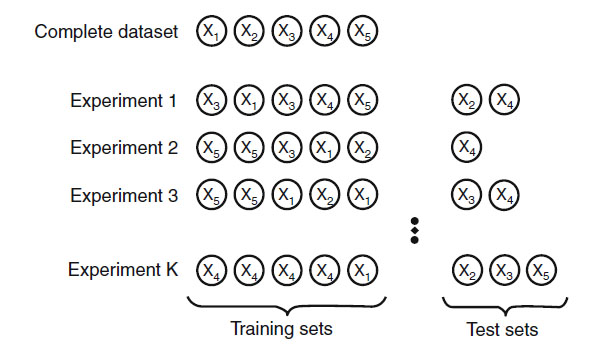 Complete dataset X₁ X₂ X₃ X₄ X₅
Experiment 1 X₃ X₁ X₃ X₄ X₅ X₂ X₄
Experiment 2 X₅ X₅ X₃ X₁ X₂ X₄
Experiment 3 X₅ X₅ X₁ X₂ X₁ X₃ X₄
Experiment K X₄ X₄ X₄ X₄ X₁ X₂ X₃ X₅
Training sets Test sets